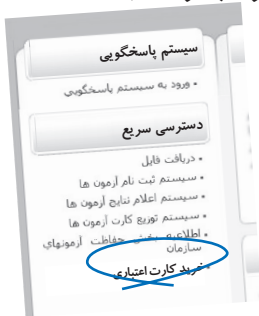 سیستم پاسخگویی
• ورود به سیستم پاسخگویی
دسترسی سریع
• دریافت فایل
• سیستم ثبت نام آزمون ها
• سیستم اعلام نتایج آزمون ها
• سیستم توزیع کارت آزمون ها
• اطلاعیه بخش حفاظت آزمونهای
سازمان
• خرید کارت اعتباری